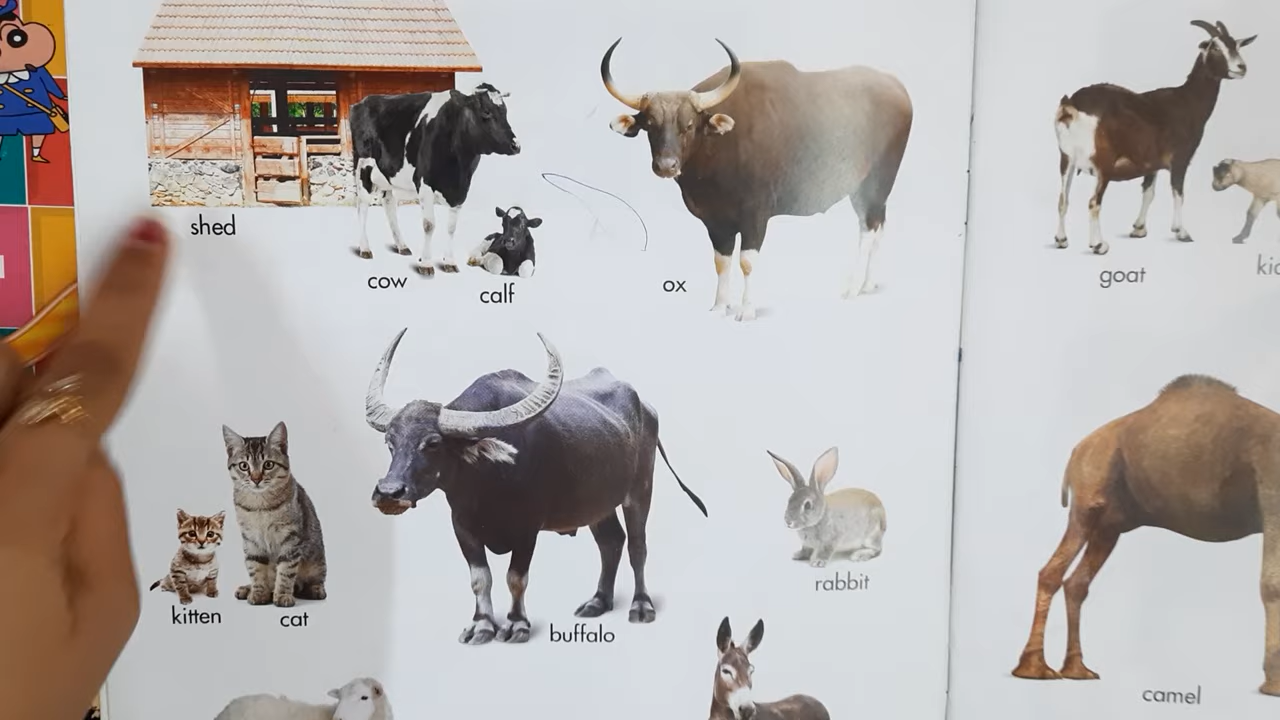 shed
cow
calf
ox
goat
kitten
cat
buffalo
rabbit
camel